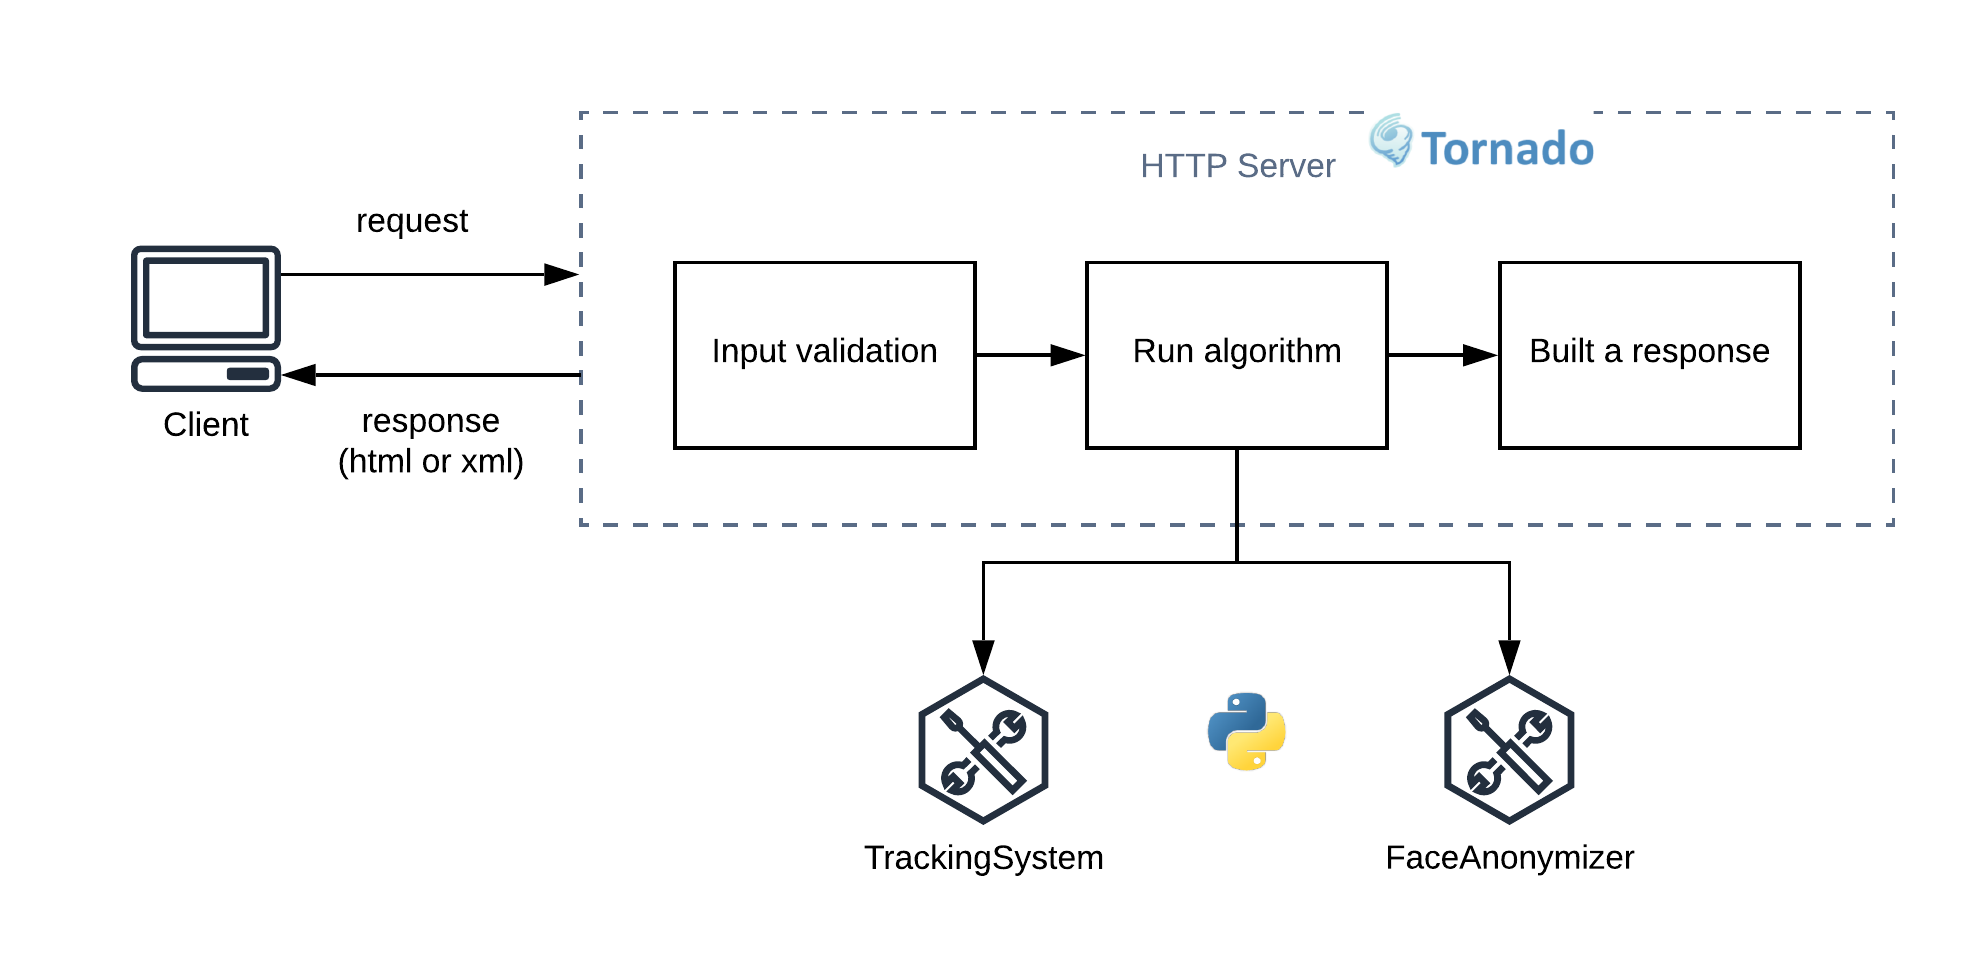 HTTP Server
Tornado
request
Input validation
Run algorithm
Built a response
Client
response
(html or xml)
TrackingSystem
FaceAnonymizer